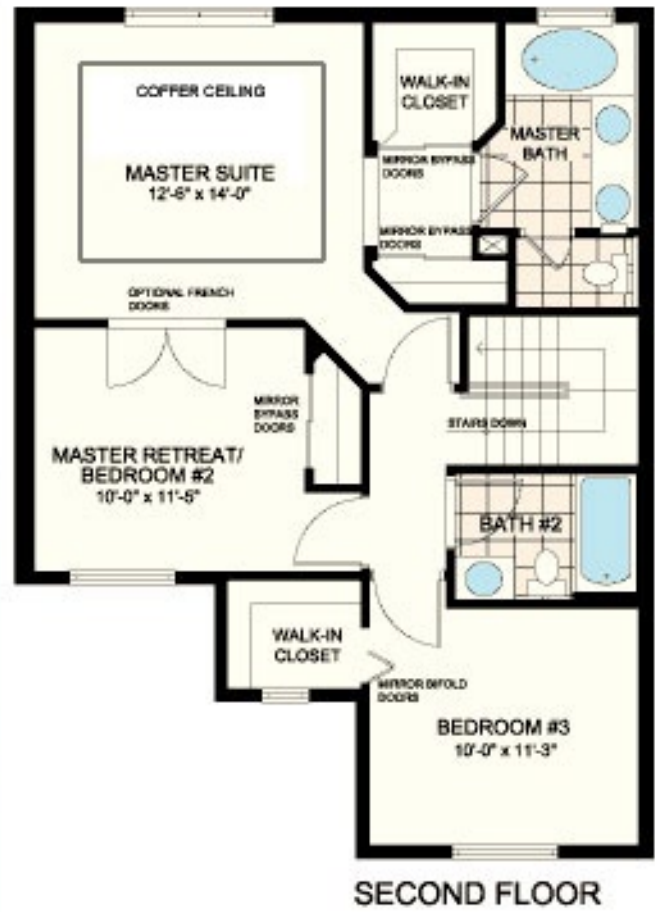 COFFER CEILING
MASTER SUITE
12'-6" x 14'-0"
WALK-IN
CLOSET
MASTER
BATH
MIRROR BYPASS
DOORS
MIRROR BYPASS
DOORS
OPTIONAL FRENCH
DOORS
MIRROR
BYPASS
DOORS
STAIRS DOWN
MASTER RETREAT/
BEDROOM #2
10'-0" x 11'-5"
BATH #2
WALK-IN
CLOSET
MIRROR BIFOLD
DOORS
BEDROOM #3
10'-0" x 11'-3"
SECOND FLOOR